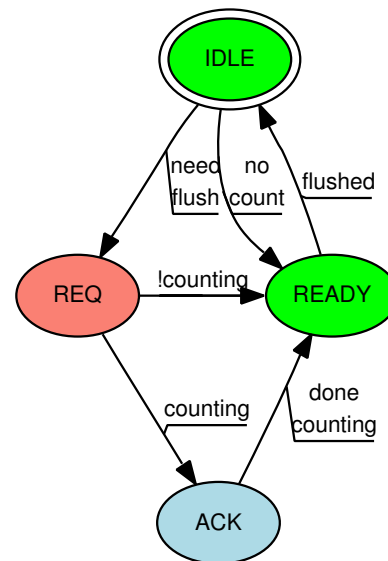 IDLE
need
flush
no
count
flushed
REQ
!counting
READY
counting
done
counting
ACK